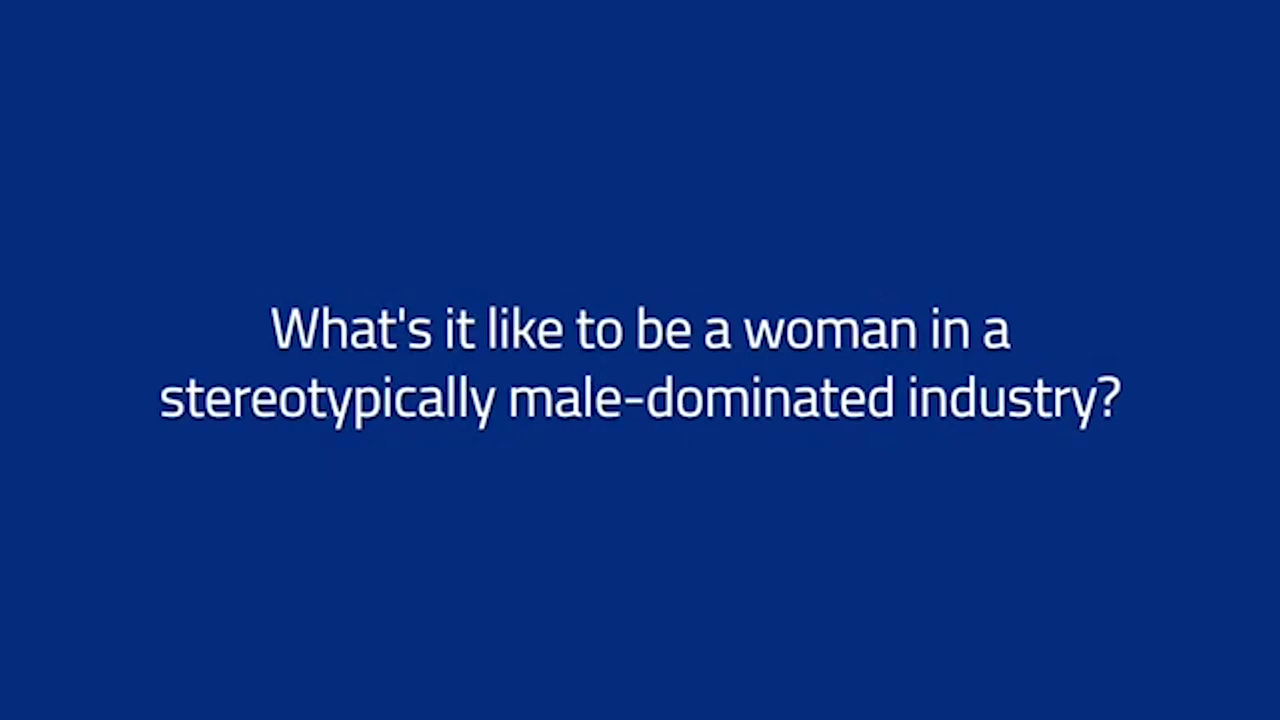 What's it like to be a woman in a
stereotypically male-dominated industry?